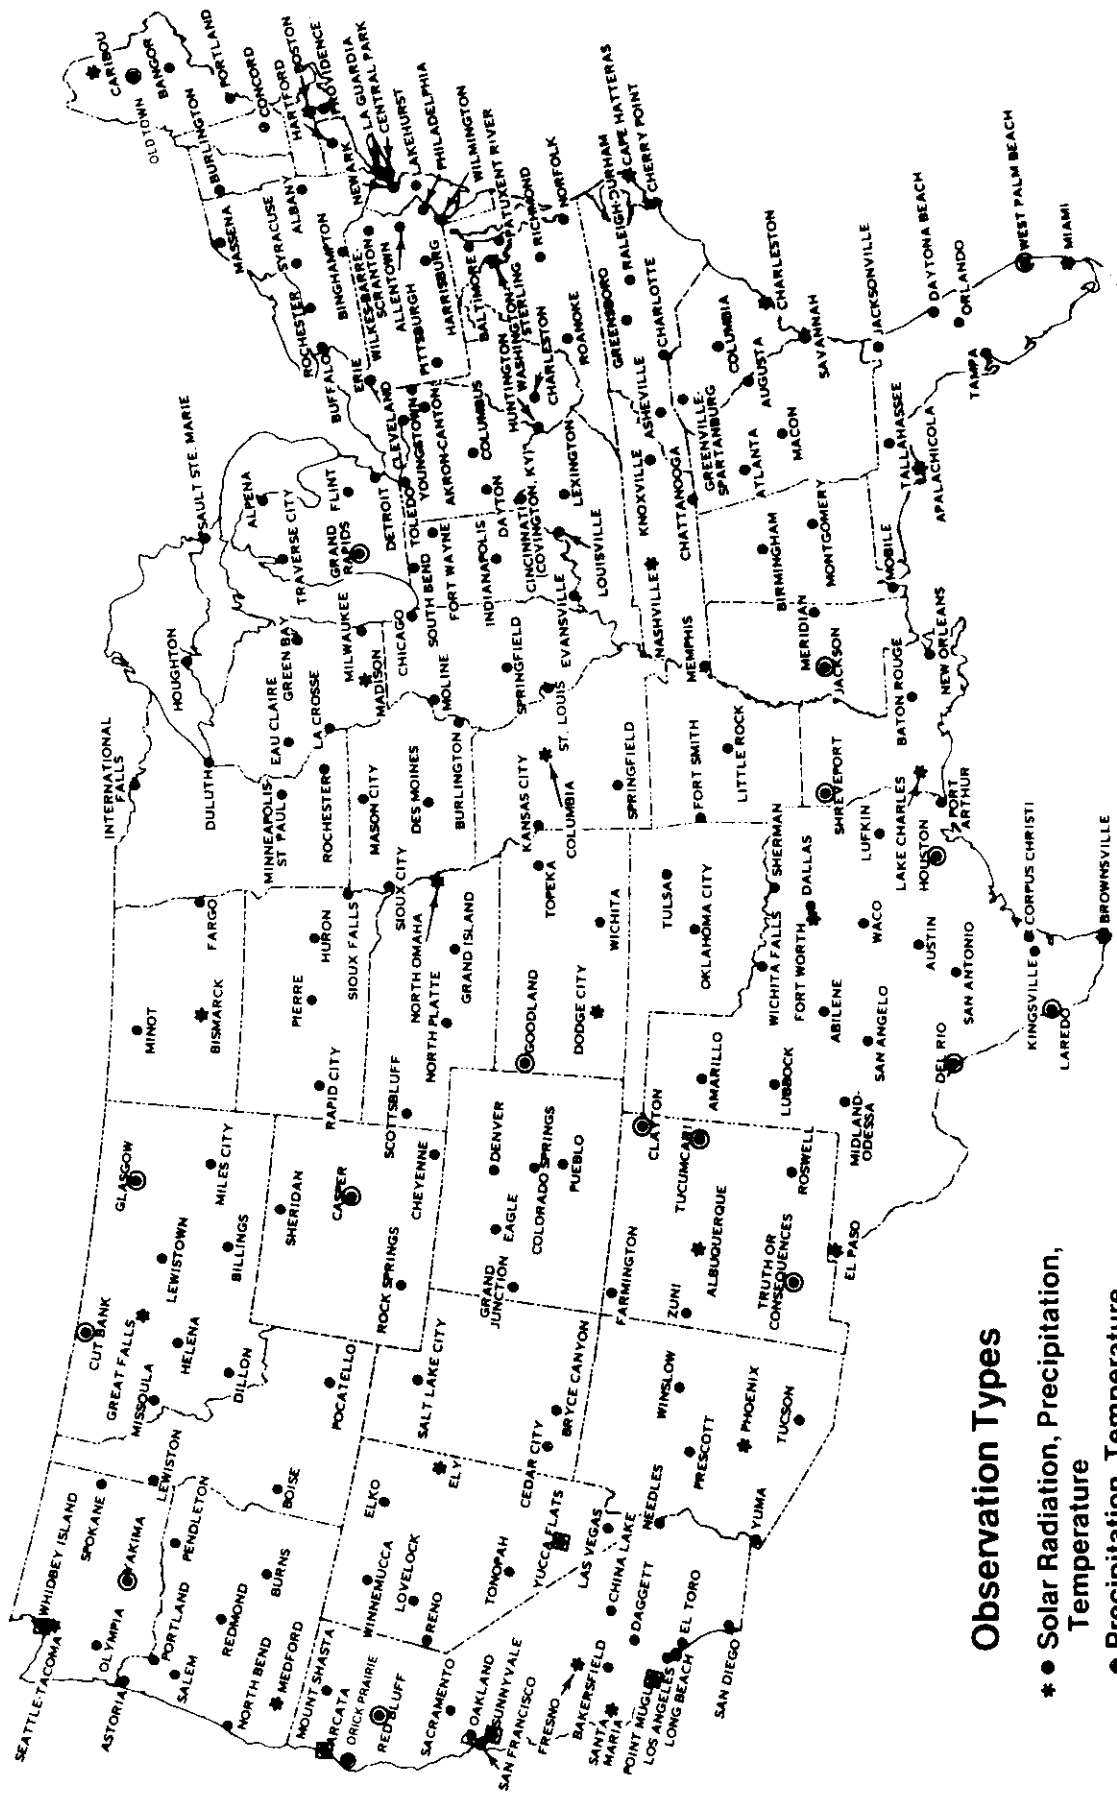 SEATTLE-TACOMA
WHIDBEY ISLAND
SPOKANE
OLYMPIA
YAKIMA
ASTORIA
PORTLAND
PENDLETON
LEWISTON
SALEM
REDMOND
BURNS
BOISE
NORTH BEND
MEDFORD
POCATELLO
CUT BANK
GREAT FALLS
MISSOULA
HELENA
LEWISTOWN
DILLON
BILLINGS
GLASGOW
MILES CITY
SHERIDAN
CASPER
ROCK SPRINGS
CHEYENNE
MOUNT SHASTA
ARCATA
ORICK PRAIRIE
RED BLUFF
SACRAMENTO
OAKLAND
SUNNYVALE
SAN FRANCISCO
FRESNO
BAKERSFIELD
SANTA
MARIA
POINT MUGU
LOS ANGELES
LONG BEACH
EL TORO
SAN DIEGO
DAGGETT
CHINA LAKE
NEEDLES
WINNEMUCCA
LOVELOCK
RENO
ELKO
ELY
TONOPAH
YUCCA FLATS
LAS VEGAS
SALT LAKE CITY
CEDAR CITY
BRYCE CANYON
PRESCOTT
WINSLOW
PHOENIX
TUCSON
YUMA
GRAND
JUNCTION
EAGLE
DENVER
COLORADO SPRINGS
PUEBLO
FARMINGTON
ZUNI
ALBUQUERQUE
TUCUMCARI
CLAYTON
TRUTH OR
CONSEQUENCES
ROSWELL
EL PASO
MINOT
BISMARCK
FARGO
PIERRE
HURON
RAPID CITY
SIOUX FALLS
SCOTTSBLUFF
NORTH PLATTE
NORTH OMAHA
GRAND ISLAND
GOODLAND
DODGE CITY
TOPEKA
WICHITA
TULSA
OKLAHOMA CITY
AMARILLO
LUBBOCK
WICHITA FALLS
SHERMAN
FORT WORTH
DALLAS
ABILENE
MIDLAND-
ODESSA
SAN ANGELO
WACO
LUFKIN
AUSTIN
HOUSTON
PORT
ARTHUR
DEL RIO
SAN ANTONIO
KINGSVILLE
CORPUS CHRISTI
LAREDO
BROWNSVILLE
INTERNATIONAL
FALLS
DULUTH
MINNEAPOLIS-
ST PAUL
ROCHESTER
EAU CLAIRE
GREEN BAY
LA CROSSE
MILWAUKEE
MADISON
HOUGHTON
SAULT STE. MARIE
MASON CITY
SIOUX CITY
DES MOINES
BURLINGTON
MOLINE
CHICAGO
SPRINGFIELD
KANSAS CITY
COLUMBIA
ST. LOUIS
SPRINGFIELD
FORT SMITH
LITTLE ROCK
SHREVEPORT
LAKE CHARLES
BATON ROUGE
NEW ORLEANS
MEMPHIS
MERIDIAN
JACKSON
ALPENA
TRAVERSE CITY
GRAND
RAPIDS
FLINT
DETROIT
SOUTH BEND
FORT WAYNE
INDIANAPOLIS
EVANSVILLE
TOLEDO
CLEVELAND
YOUNGSTOWN
AKRON-CANTON
COLUMBUS
DAYTON
CINCINNATI
(COVINGTON, KY)
LOUISVILLE
LEXINGTON
HUNTINGTON
CHARLESTON
NASHVILLE
KNOXVILLE
CHATTANOOGA
BIRMINGHAM
MONTGOMERY
MOBILE
ATLANTA
MACON
AUGUSTA
SAVANNAH
TALLAHASSEE
APALACHICOLA
JACKSONVILLE
DAYTONA BEACH
ORLANDO
TAMPA
WEST PALM BEACH
MIAMI
GREENVILLE-
SPARTANBURG
COLUMBIA
CHARLESTON
ASHEVILLE
CHARLOTTE
GREENSBORO
RALEIGH-DURHAM
CAPE HATTERAS
CHERRY POINT
ROANOKE
RICHMOND
NORFOLK
WASHINGTON
STERLING
PATUXENT RIVER
BALTIMORE
WILMINGTON
PHILADELPHIA
LAKEHURST
HARRISBURG
PITTSBURGH
ALLENTOWN
WILKES-BARRE-
SCRANTON
ERIE
BUFFALO
ROCHESTER
SYRACUSE
BINGHAMPTON
ALBANY
MASSENA
NEWARK
CENTRAL PARK
LA GUARDIA
PROVIDENCE
HARTFORD
BOSTON
CONCORD
BURLINGTON
PORTLAND
OLDTOWN
BANGOR
CARIBOU
Observation Types
Solar Radiation, Precipitation,
Temperature
Precipitation, Temperature